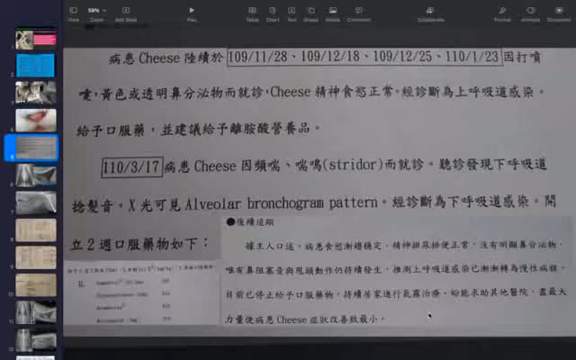 病患 Cheese 陸續於 109/11/28、109/12/18、109/12/25、110/1/23 因打噴
嚏，黃色或透明鼻分泌物而就診，Cheese 精神食慾正常。經診斷為上呼吸道感染。
給予口服藥，並建議給予離胺酸營養品。
110/3/17 病患 Cheese 因頻喘、喘鳴(stridor)而就診。聽診發現下呼吸道
捻髮音。X 光可見 Alveolar bronchogram pattern。經診斷為下呼吸道感染。開
立 2 週口服藥物如下：
●後續追蹤
據主人口述，病患食慾漸趨穩定，精神排尿排便正常，沒有明顯鼻分泌物，
唯有鼻阻塞音與甩頭動作仍持續發生，推測上呼吸道感染已漸漸轉為慢性病程，
目前已停止給予口服藥物，持續居家進行氣霧治療，盼能求助其他醫院，盡最大
力量使病患 Cheese 症狀改善致最小。